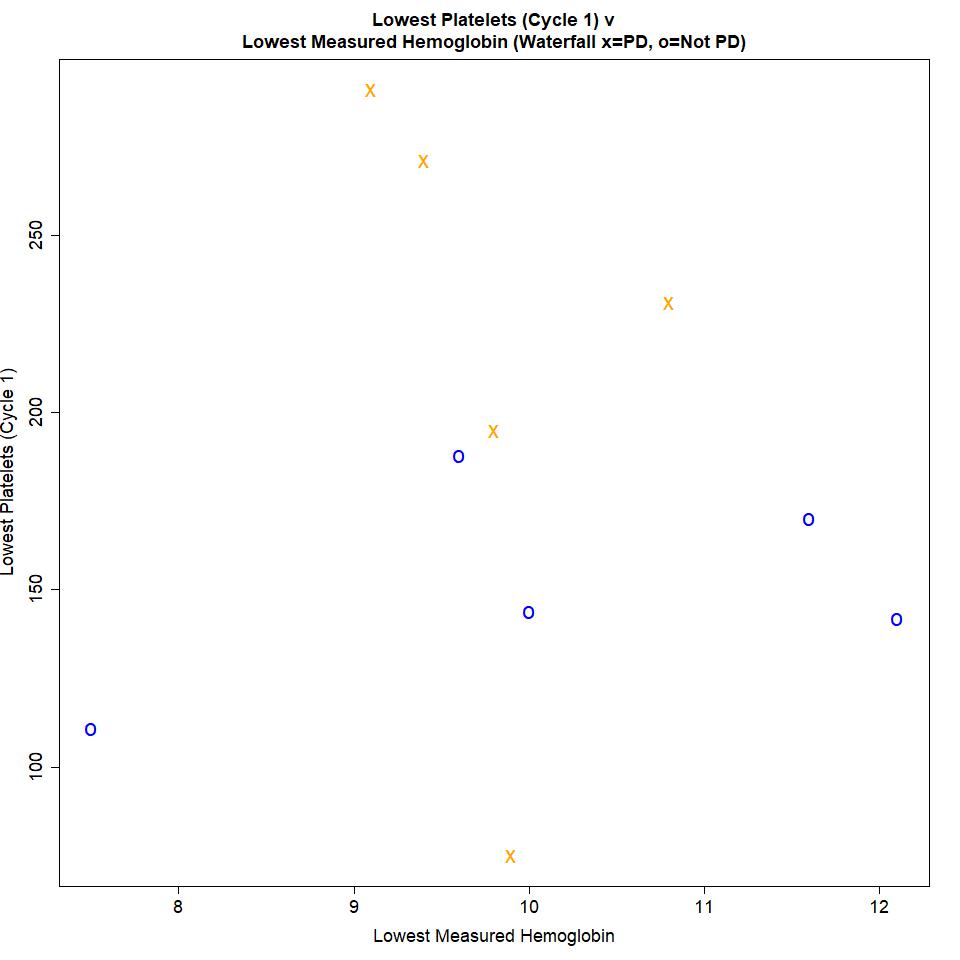 Lowest Platelets (Cycle 1) v
Lowest Measured Hemoglobin (Waterfall x=PD, o=Not PD)
Lowest Platelets (Cycle 1)
250
200
150
100
x
x
x
x
o
o
o
o
o
x
8
9
10
11
12
Lowest Measured Hemoglobin